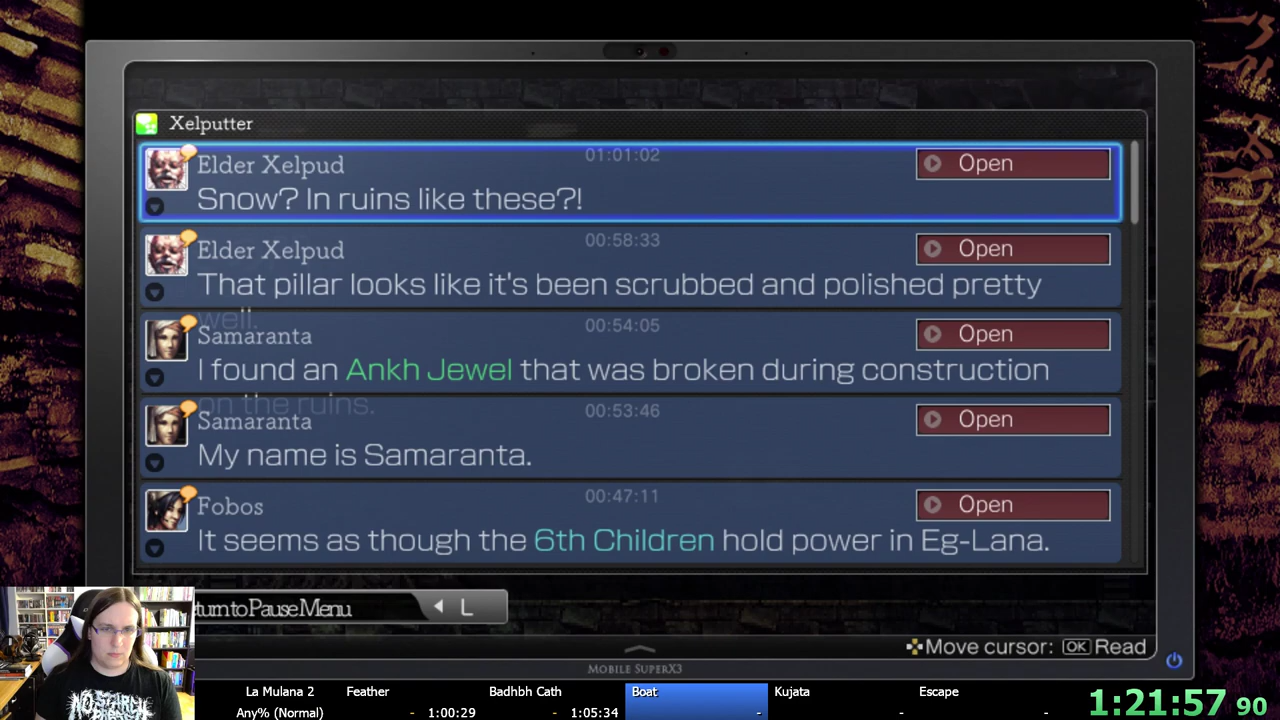 Xelputter
Elder Xelpud
01:01:02
Open
Snow? In ruins like these?!
Elder Xelpud
00:58:33
Open
That pillar looks like it's been scrubbed and polished pretty
well.
Samaranta
00:54:05
Open
I found an Ankh Jewel that was broken during construction
on the ruins.
Samaranta
00:53:46
Open
My name is Samaranta.
Fobos
00:47:11
Open
It seems as though the 6th Children hold power in Eg-Lana.
turn to Pause Menu
L
Move cursor: OK Read
MOBILE SUPERX3
La Mulana 2
Feather
Badhbh Cath
Boat
Kujata
Escape
Any% (Normal)
- 1:00:29
- 1:05:34
-
-
-
1:21:57 90